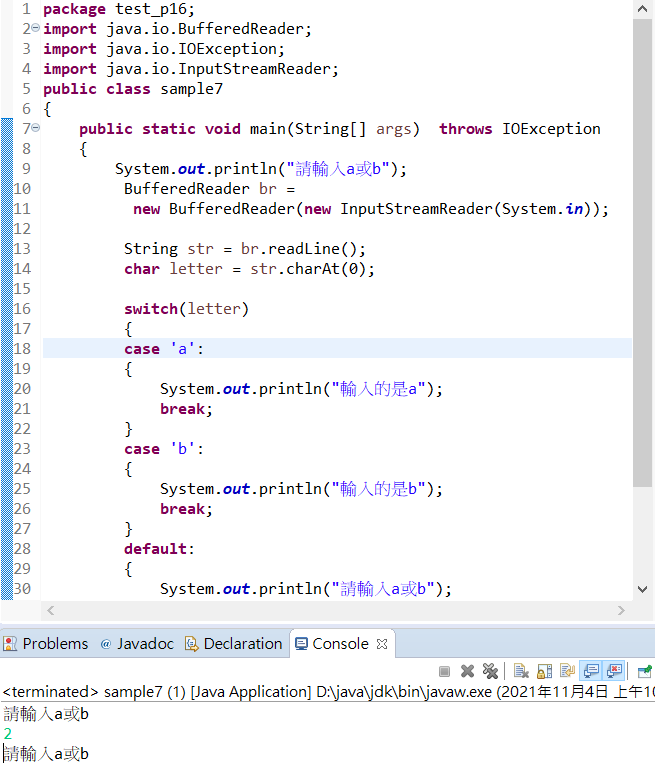 1 package test_p16;
2 import java.io.BufferedReader;
3 import java.io.IOException;
4 import java.io.InputStreamReader;
5 public class sample7
6 {
7     public static void main(String[] args)  throws IOException
8     {
9         System.out.println("請輸入a或b");
10         BufferedReader br =
11          new BufferedReader(new InputStreamReader(System.in));
12
13         String str = br.readLine();
14         char letter = str.charAt(0);
15
16         switch(letter)
17         {
18         case 'a':
19         {
20             System.out.println("輸入的是a");
21             break;
22         }
23         case 'b':
24         {
25             System.out.println("輸入的是b");
26             break;
27         }
28         default:
29         {
30             System.out.println("請輸入a或b");
Problems @ Javadoc Declaration Console
<terminated> sample7 (1) [Java Application] D:\java\jdk\bin\javaw.exe (2021年11月4日 上午10
請輸入a或b
2
請輸入a或b